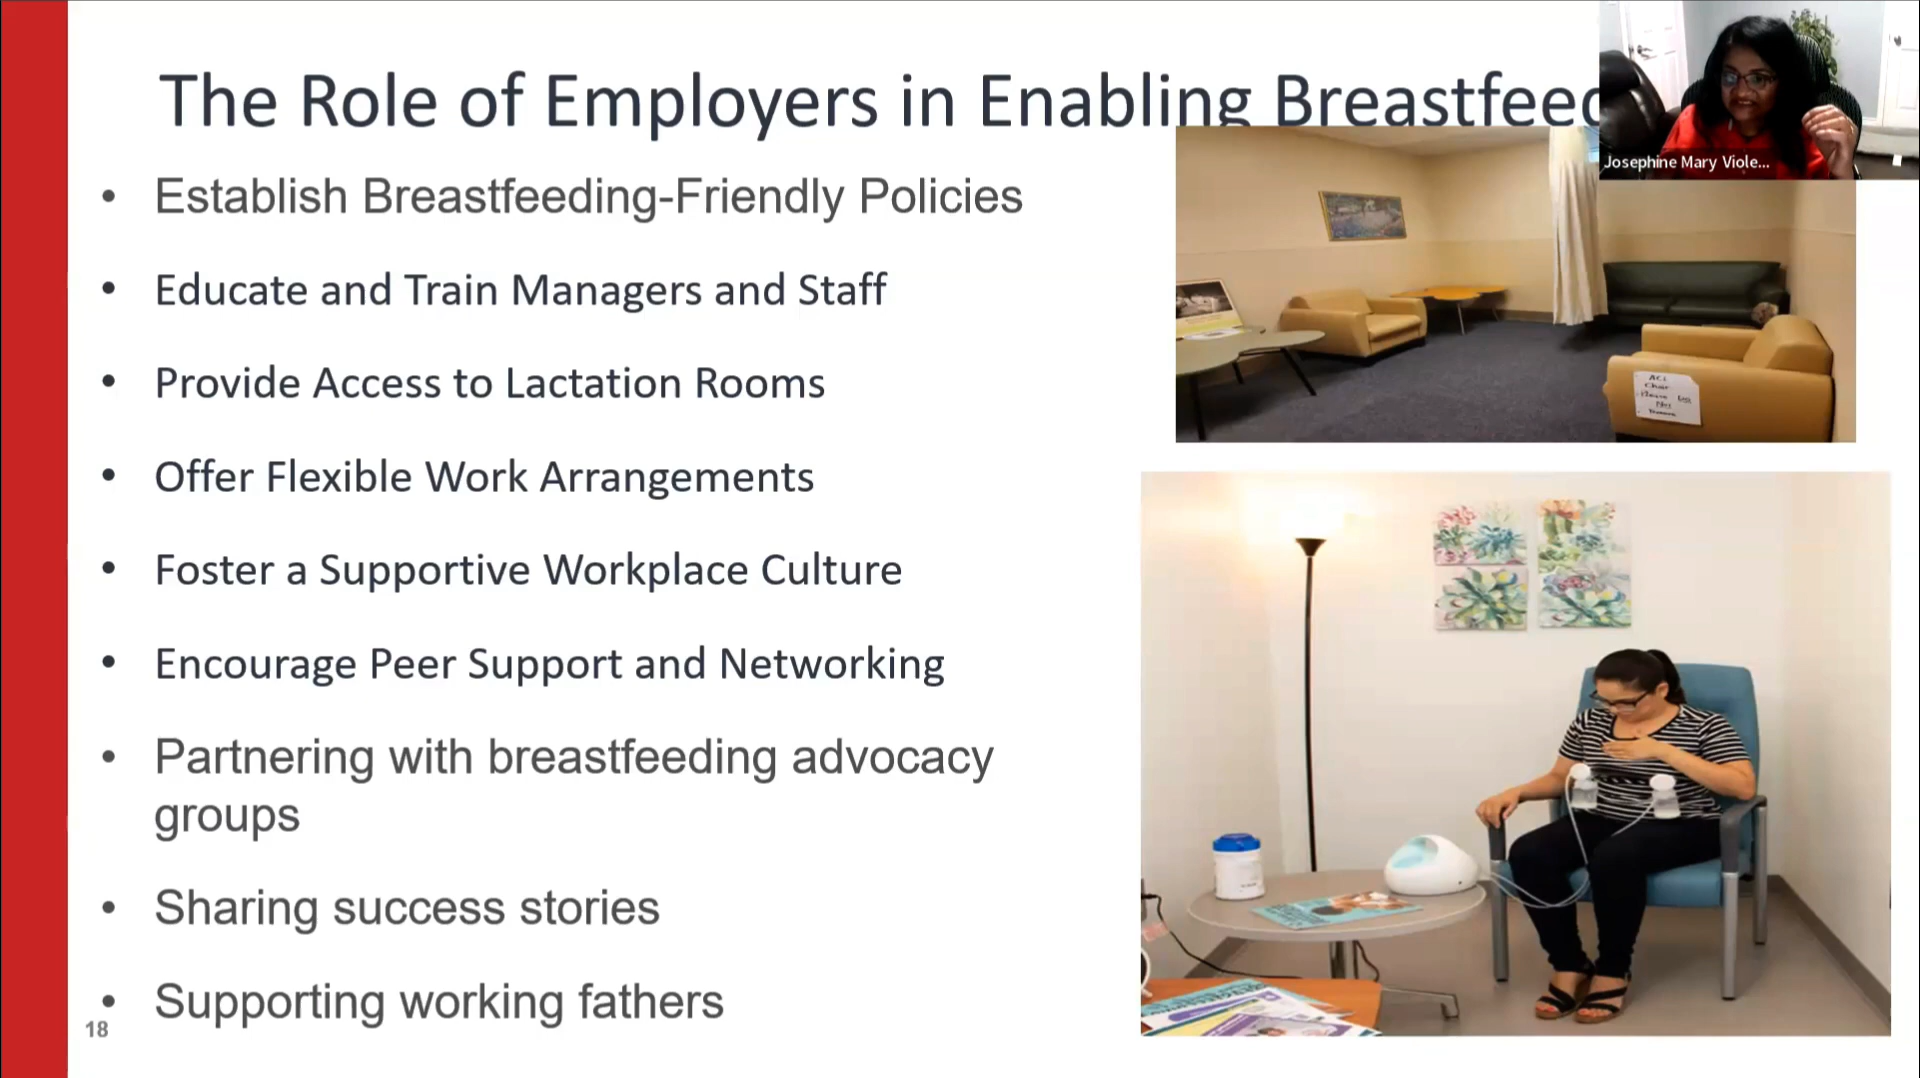 The Role of Employers in Enabling Breastfeed
Josephine Mary Viole...
• Establish Breastfeeding-Friendly Policies
• Educate and Train Managers and Staff
• Provide Access to Lactation Rooms
• Offer Flexible Work Arrangements
• Foster a Supportive Workplace Culture
• Encourage Peer Support and Networking
• Partnering with breastfeeding advocacy
groups
• Sharing success stories
• Supporting working fathers
18